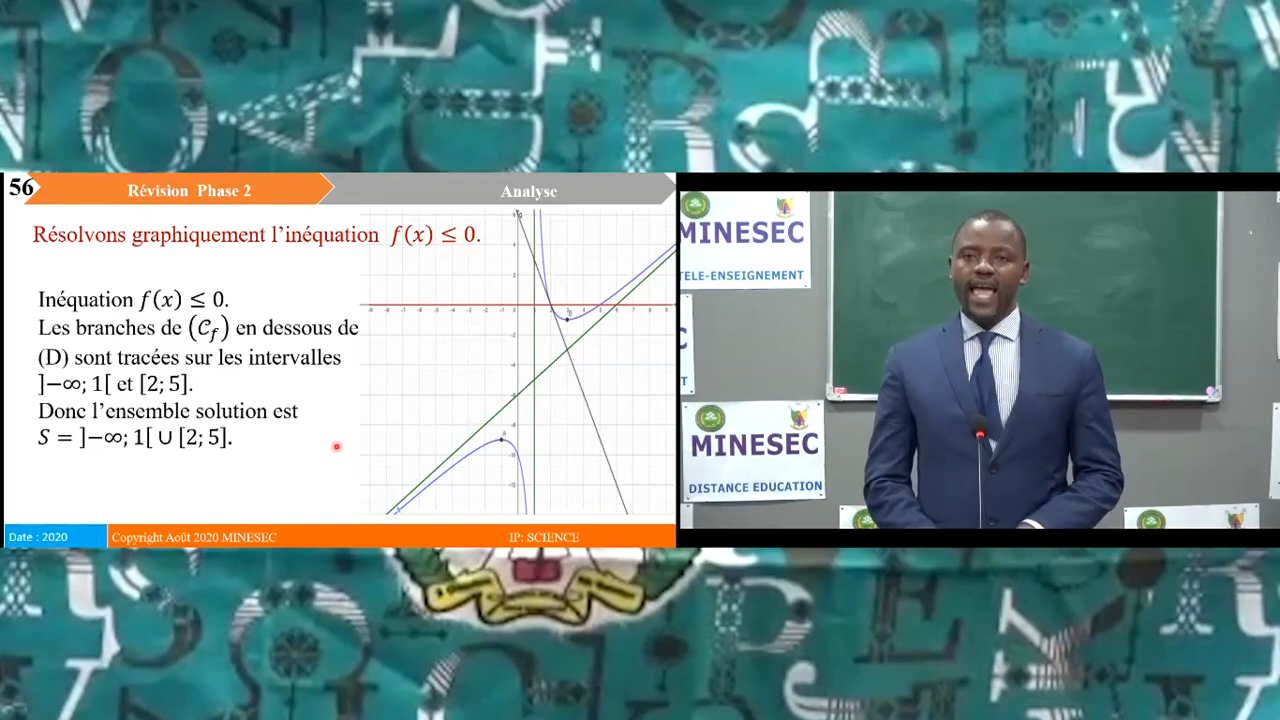 56
Révision Phase 2
Analyse
Résolvons graphiquement l’inéquation f(x) ≤ 0.
Inéquation f(x) ≤ 0.
Les branches de (C_f) en dessous de
(D) sont tracées sur les intervalles
]−∞; 1[ et [2; 5].
Donc l’ensemble solution est
S = ]−∞; 1[ ∪ [2; 5].
Date : 2020
Copyright Août 2020 MINESEC
IP: SCIENCE
MINESEC
TELE-ENSEIGNEMENT
MINESEC
DISTANCE EDUCATION